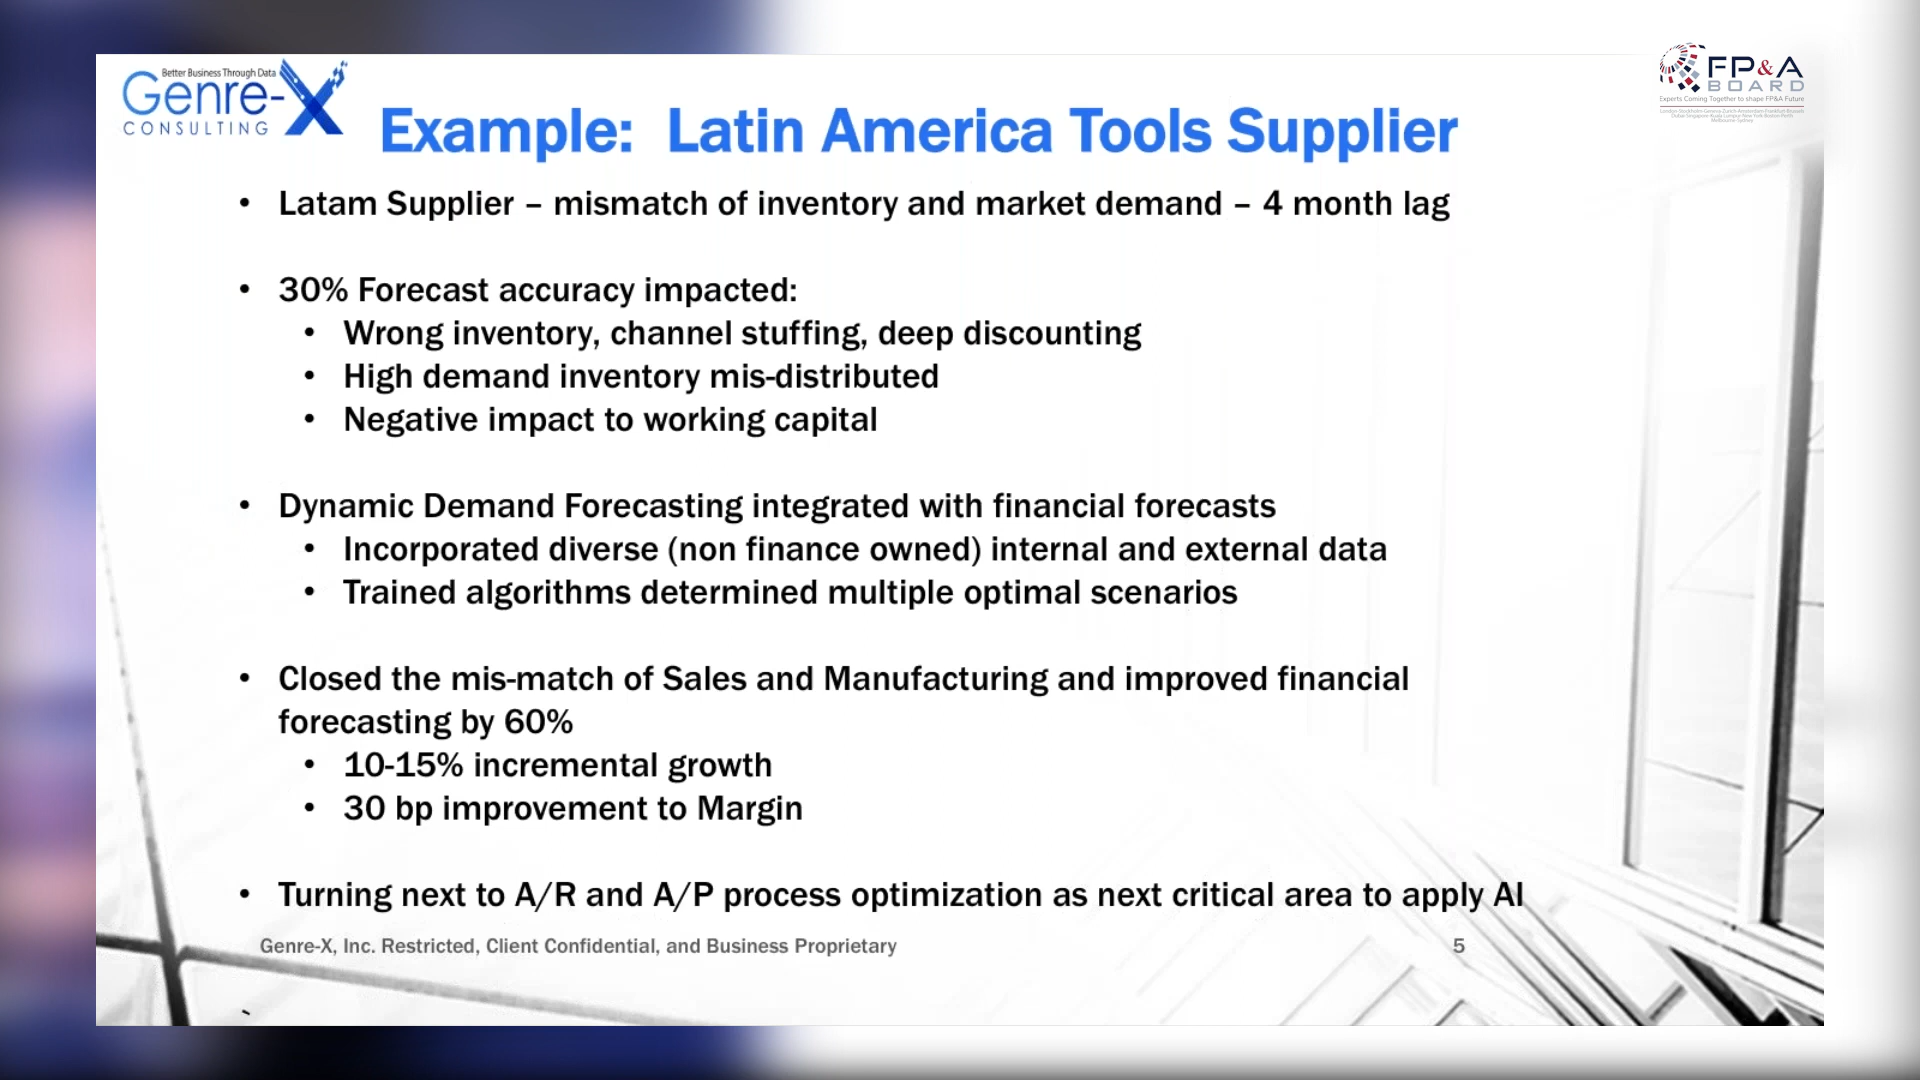 Better Business Through Data
Genre-X
CONSULTING
FP&A
BOARD
Experts Coming Together to shape FP&A Future
Example: Latin America Tools Supplier
• Latam Supplier – mismatch of inventory and market demand – 4 month lag
• 30% Forecast accuracy impacted:
• Wrong inventory, channel stuffing, deep discounting
• High demand inventory mis-distributed
• Negative impact to working capital
• Dynamic Demand Forecasting integrated with financial forecasts
• Incorporated diverse (non finance owned) internal and external data
• Trained algorithms determined multiple optimal scenarios
• Closed the mis-match of Sales and Manufacturing and improved financial
forecasting by 60%
• 10-15% incremental growth
• 30 bp improvement to Margin
• Turning next to A/R and A/P process optimization as next critical area to apply AI
Genre-X, Inc. Restricted, Client Confidential, and Business Proprietary
5